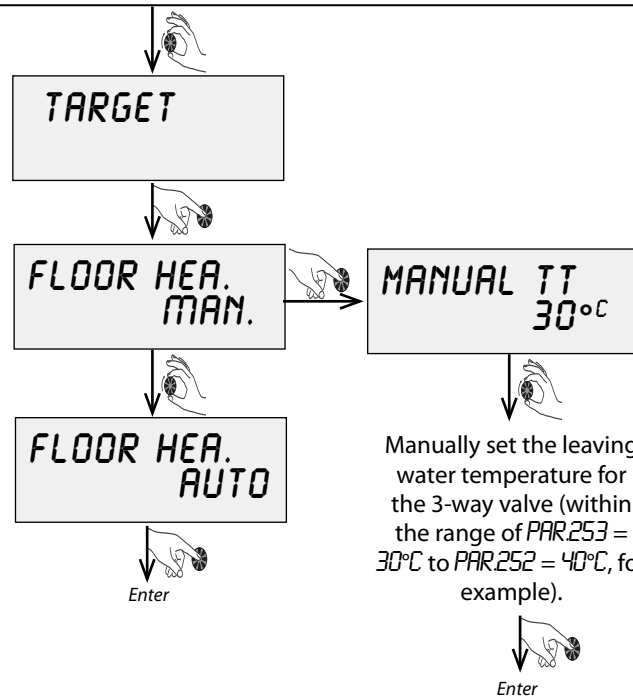 TARGET
FLOOR HEA.
MAN.
MANUAL TT
30°C
FLOOR HEA.
AUTO
Enter
Manually set the leaving
water temperature for
the 3-way valve (within
the range of PAR.253 =
30°C to PAR.252 = 40°C, fo
example).
Enter